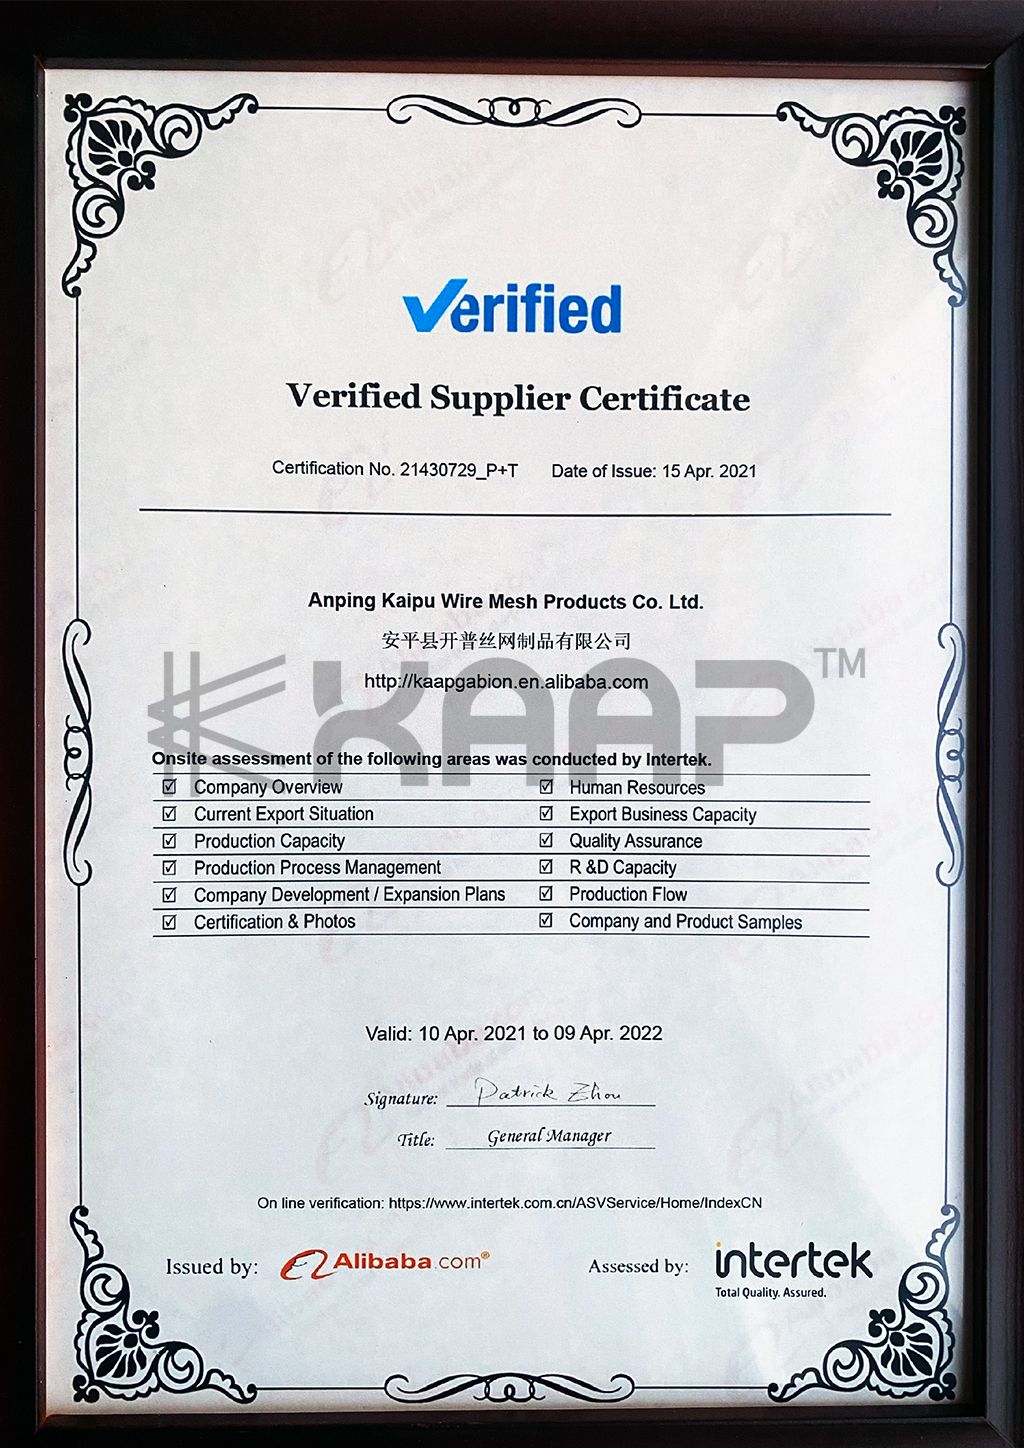 Verified
Verified Supplier Certificate
Certification No. 21430729_P+T Date of Issue: 15 Apr. 2021
Anping Kaipu Wire Mesh Products Co. Ltd.
安平县开普丝网制品有限公司
http://kaapgabion.en.alibaba.com
KAAP TM
Onsite assessment of the following areas was conducted by Intertek.
☑ Company Overview ☑ Human Resources
☑ Current Export Situation ☑ Export Business Capacity
☑ Production Capacity ☑ Quality Assurance
☑ Production Process Management ☑ R &D Capacity
☑ Company Development / Expansion Plans ☑ Production Flow
☑ Certification & Photos ☑ Company and Product Samples
Valid: 10 Apr. 2021 to 09 Apr. 2022
Signature: Patrick Zhou
Title: General Manager
On line verification: https://www.intertek.com.cn/ASVService/Home/IndexCN
Issued by: Alibaba.com® Assessed by: intertek
Total Quality. Assured.